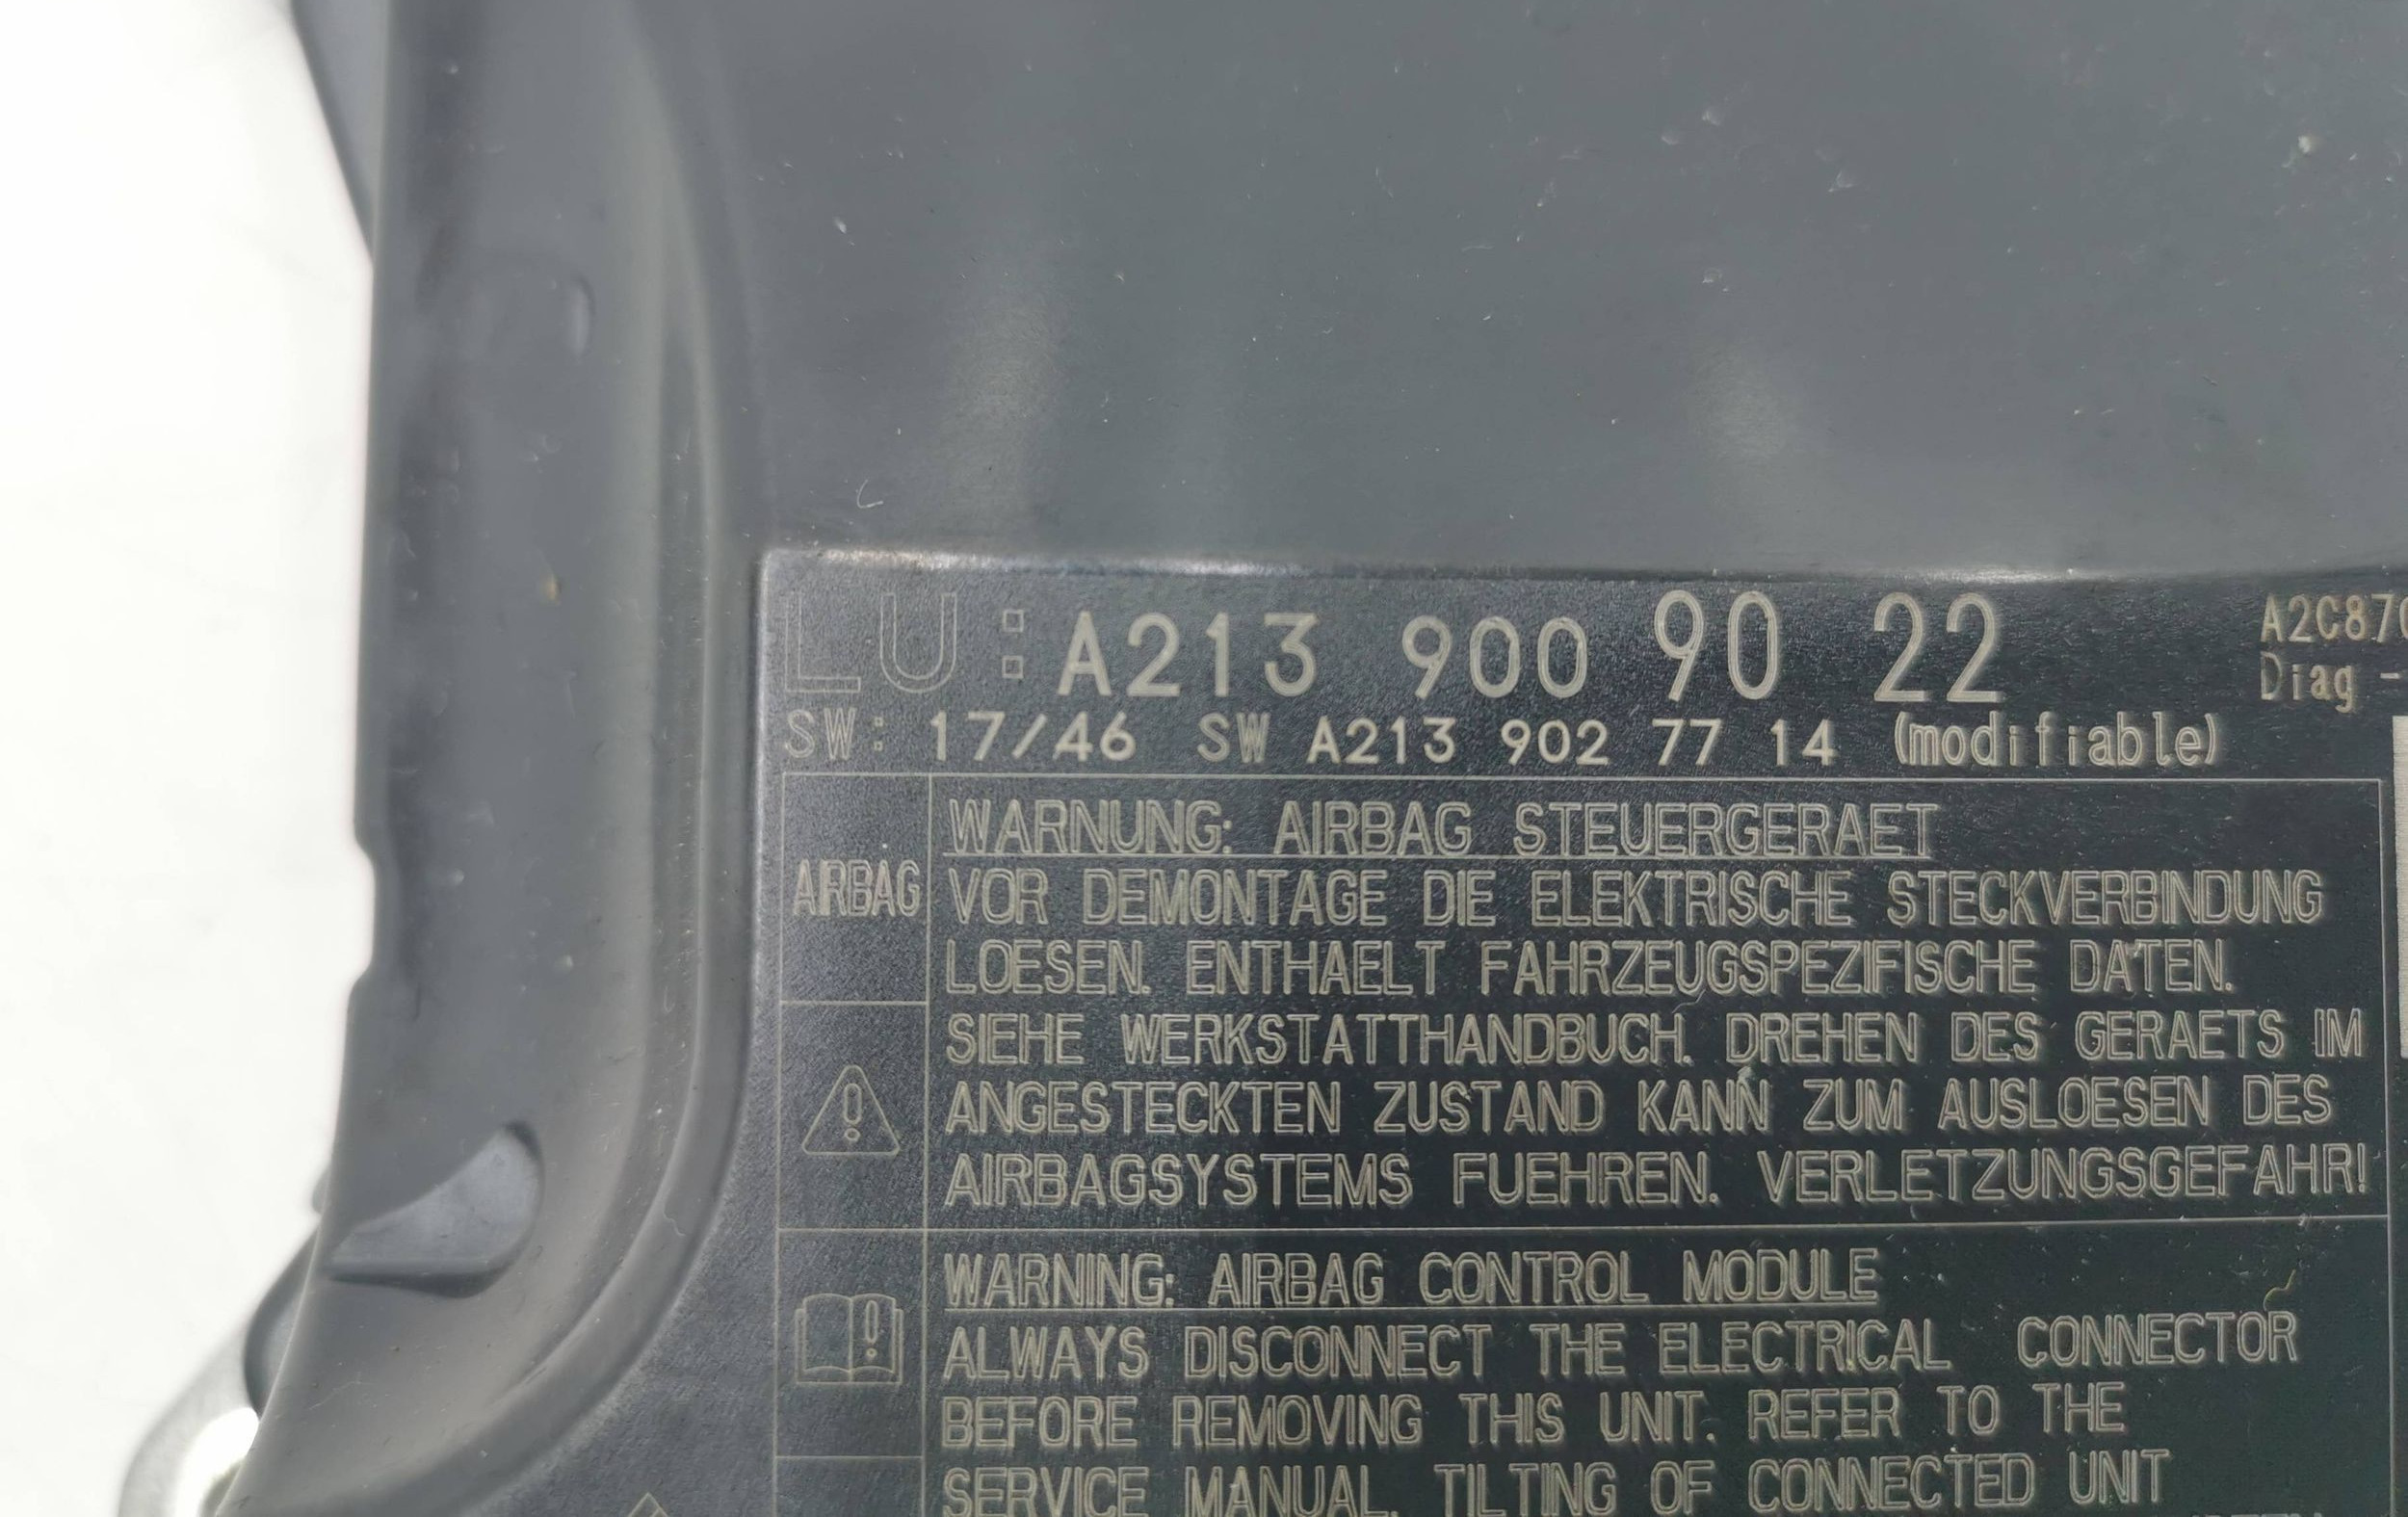 LU: A213 900 90 22
A2C87
Diag -
SW: 17/46 SW A213 902 77 14 (modifiable)
AIRBAG
WARNUNG: AIRBAG STEUERGERAET
VOR DEMONTAGE DIE ELEKTRISCHE STECKVERBINDUNG
LOESEN. ENTHAELT FAHRZEUGSPEZIFISCHE DATEN.
SIEHE WERKSTATTHANDBUCH. DREHEN DES GERAETS IM
ANGESTECKTEN ZUSTAND KANN ZUM AUSLOESEN DES
AIRBAGSYSTEMS FUEHREN. VERLETZUNGSGEFAHR!
WARNING: AIRBAG CONTROL MODULE
ALWAYS DISCONNECT THE ELECTRICAL CONNECTOR
BEFORE REMOVING THIS UNIT. REFER TO THE
SERVICE MANUAL. TILTING OF CONNECTED UNIT